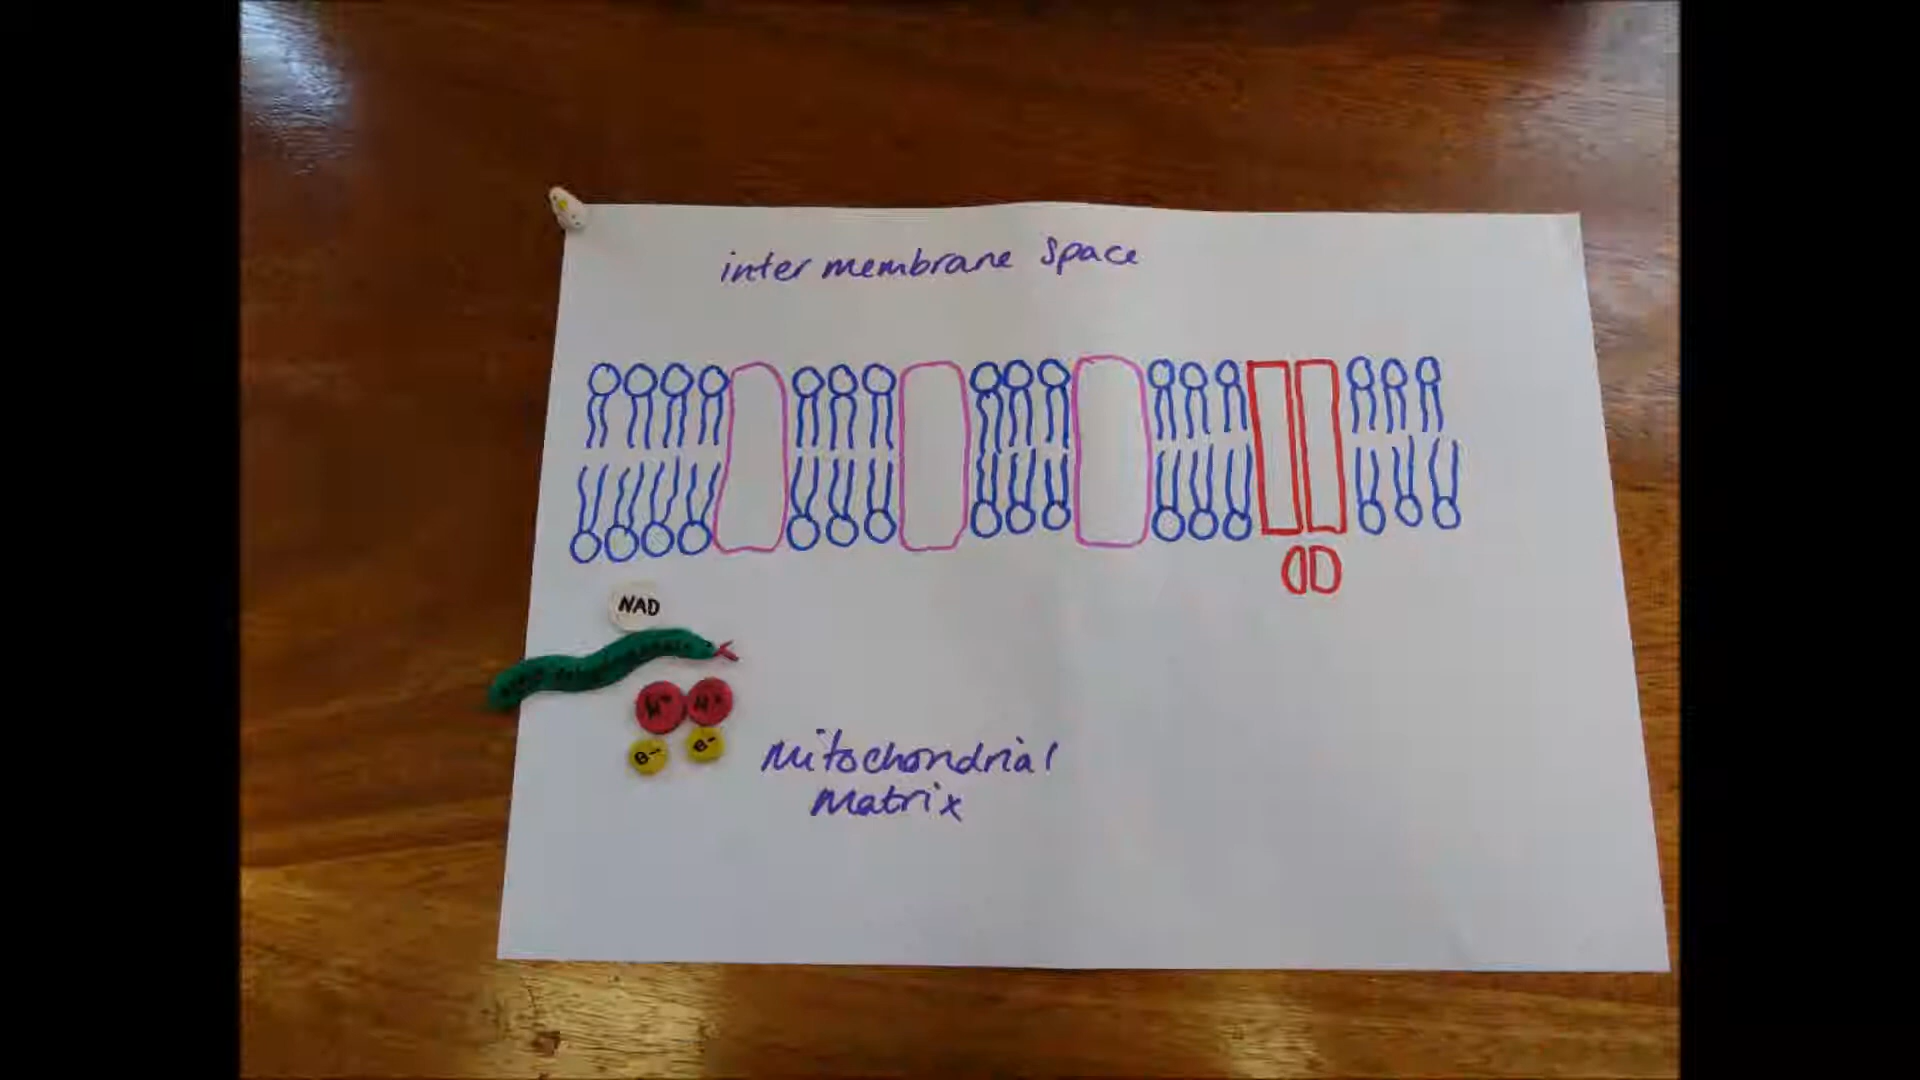 inter membrane space
NAD
H+ H+
e- e-
Mitochondrial
Matrix